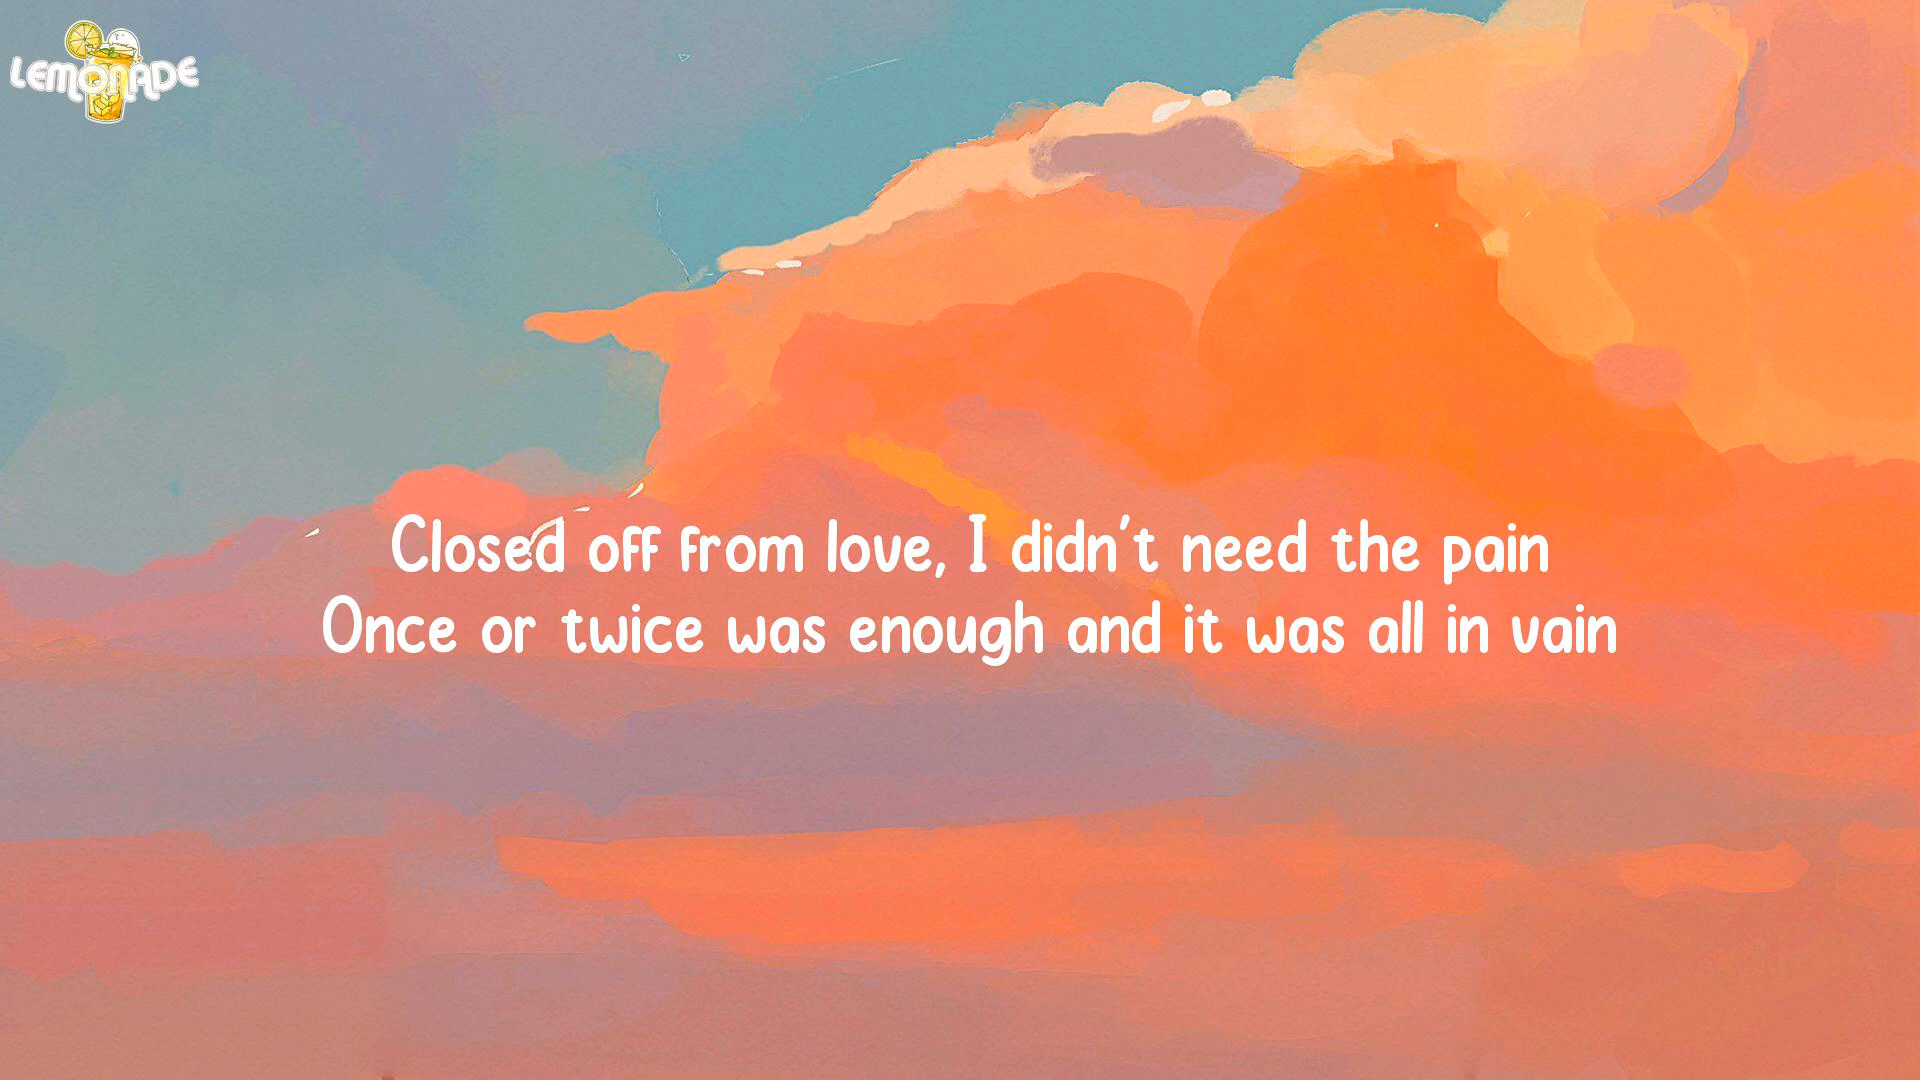 LEMONADE
Closed off from love, I didn't need the pain
Once or twice was enough and it was all in vain